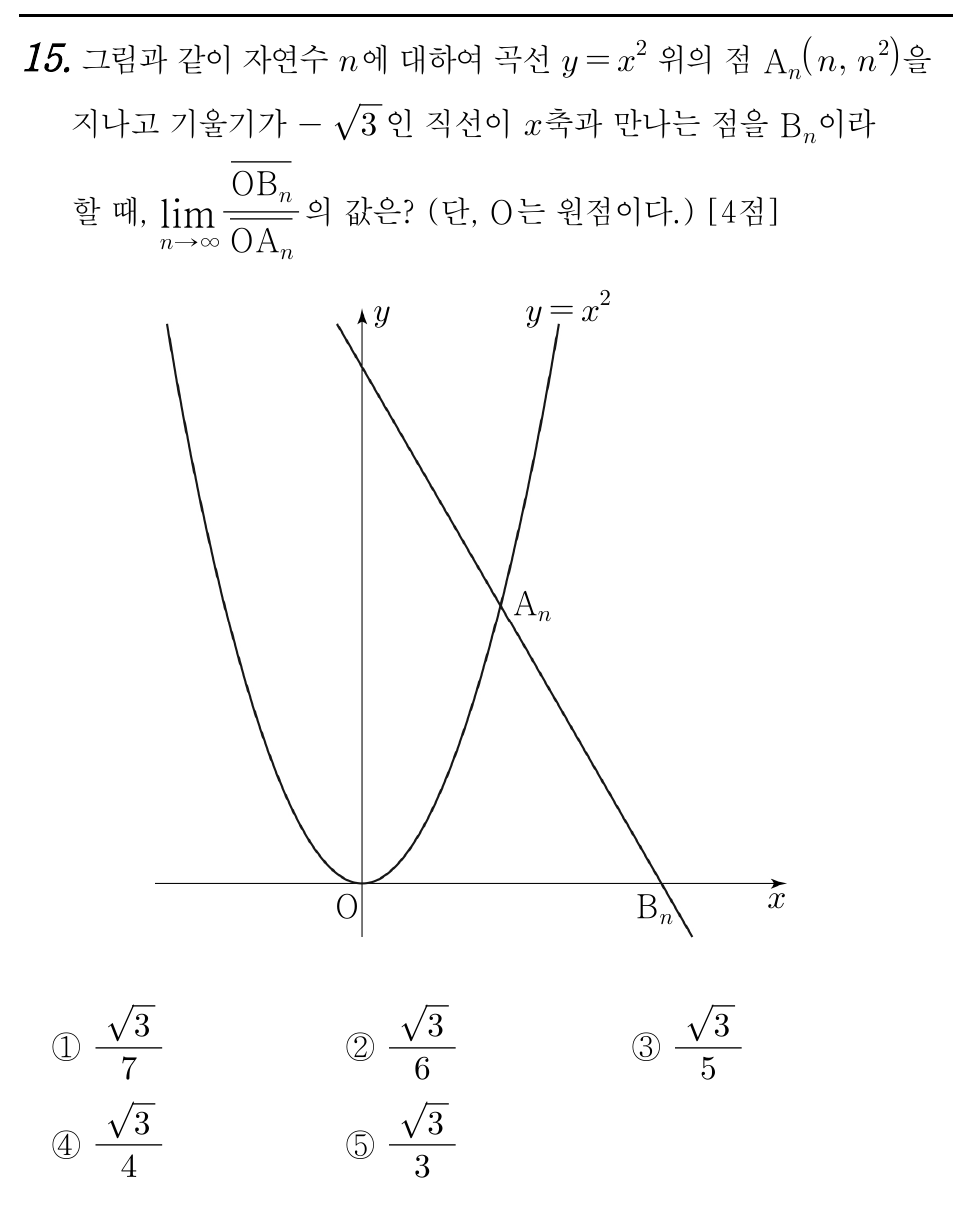 15. 그림과 같이 자연수 n에 대하여 곡선 y=x² 위의 점 Aₙ(n, n²)을
지나고 기울기가 −√3 인 직선이 x축과 만나는 점을 Bₙ이라
할 때, lim(n→∞) \overline{OBₙ}/\overline{OAₙ} 의 값은? (단, O는 원점이다.) [4점]
y
y=x²
Aₙ
O
Bₙ
x
① √3/7 ② √3/6 ③ √3/5
④ √3/4 ⑤ √3/3